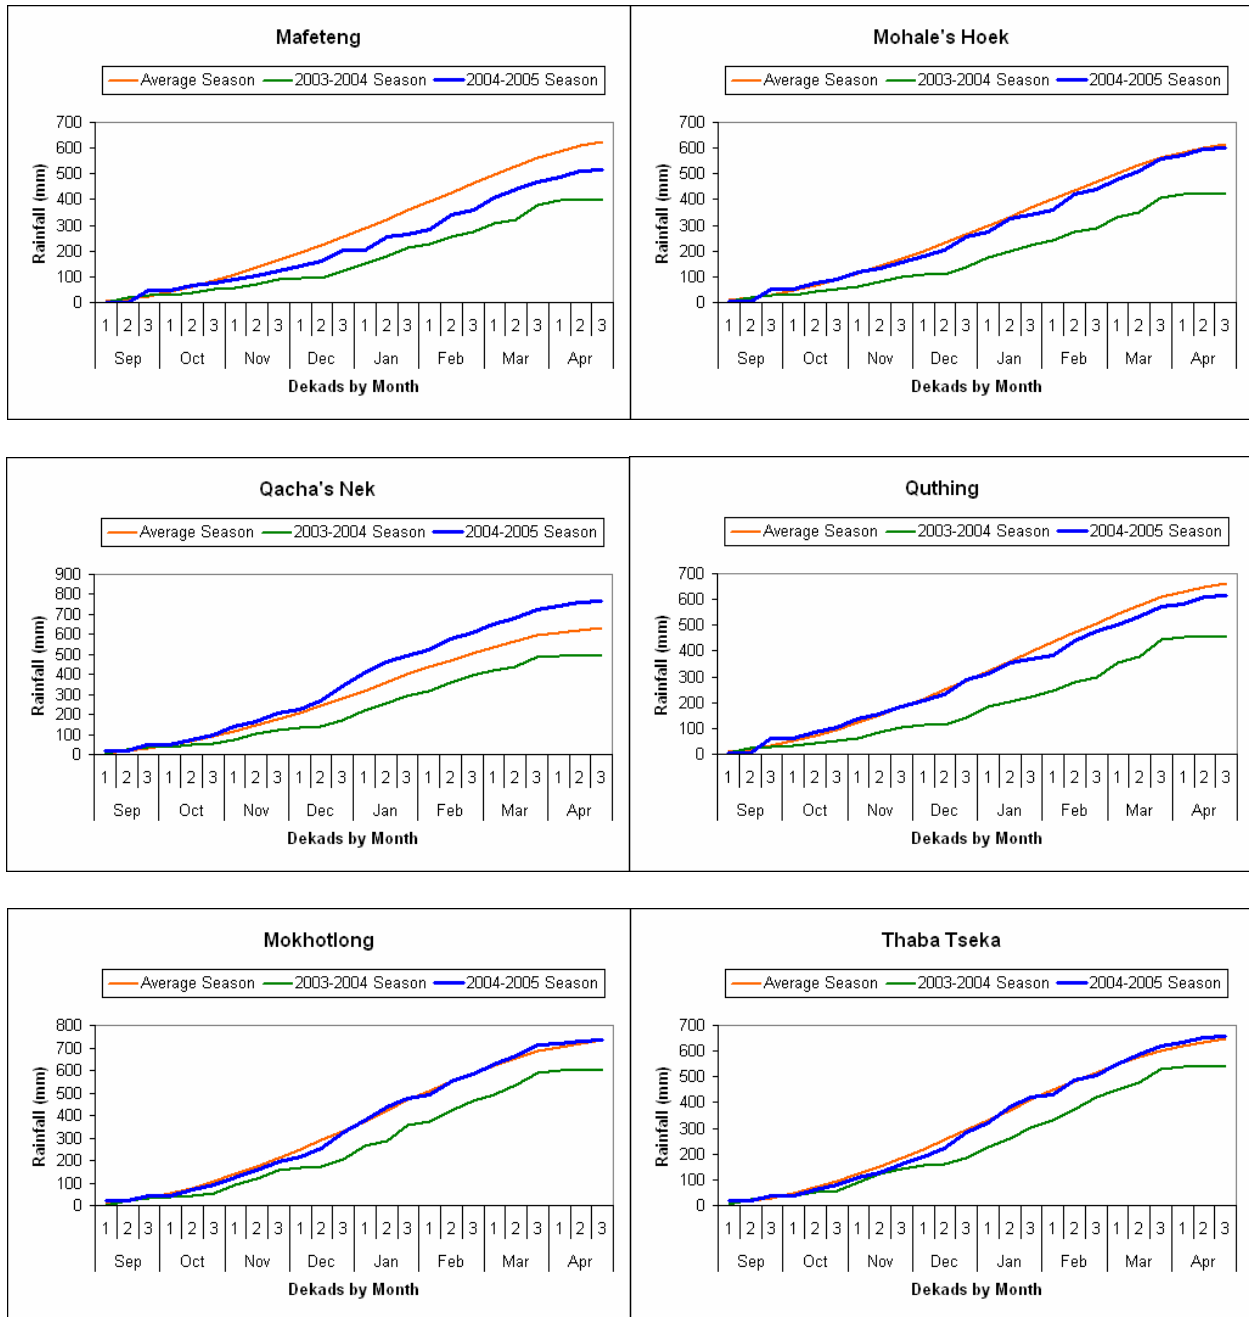 Mafeteng
Average Season 2003-2004 Season 2004-2005 Season
700
600
500
400
300
200
100
0
Rainfall (mm)
1 2 3 1 2 3 1 2 3 1 2 3 1 2 3 1 2 3 1 2 3 1 2 3
Sep Oct Nov Dec Jan Feb Mar Apr
Dekads by Month
Mohale's Hoek
Average Season 2003-2004 Season 2004-2005 Season
700
600
500
400
300
200
100
0
Rainfall (mm)
1 2 3 1 2 3 1 2 3 1 2 3 1 2 3 1 2 3 1 2 3 1 2 3
Sep Oct Nov Dec Jan Feb Mar Apr
Dekads by Month
Qacha's Nek
Average Season 2003-2004 Season 2004-2005 Season
900
800
700
600
500
400
300
200
100
0
Rainfall (mm)
1 2 3 1 2 3 1 2 3 1 2 3 1 2 3 1 2 3 1 2 3 1 2 3
Sep Oct Nov Dec Jan Feb Mar Apr
Dekads by Month
Quthing
Average Season 2003-2004 Season 2004-2005 Season
700
600
500
400
300
200
100
0
Rainfall (mm)
1 2 3 1 2 3 1 2 3 1 2 3 1 2 3 1 2 3 1 2 3 1 2 3
Sep Oct Nov Dec Jan Feb Mar Apr
Dekads by Month
Mokhotlong
Average Season 2003-2004 Season 2004-2005 Season
800
700
600
500
400
300
200
100
0
Rainfall (mm)
1 2 3 1 2 3 1 2 3 1 2 3 1 2 3 1 2 3 1 2 3 1 2 3
Sep Oct Nov Dec Jan Feb Mar Apr
Dekads by Month
Thaba Tseka
Average Season 2003-2004 Season 2004-2005 Season
700
600
500
400
300
200
100
0
Rainfall (mm)
1 2 3 1 2 3 1 2 3 1 2 3 1 2 3 1 2 3 1 2 3 1 2 3
Sep Oct Nov Dec Jan Feb Mar Apr
Dekads by Month